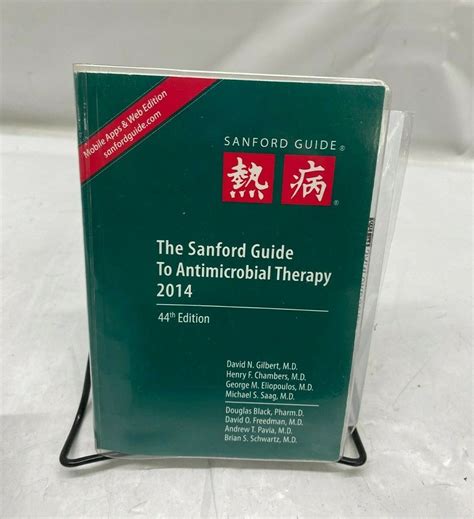 Mobile Apps & Web Edition
sanfordguide.com
SANFORD GUIDE®
熱病®
The Sanford Guide
To Antimicrobial Therapy
2014
44th Edition
David N. Gilbert, M.D.
Henry F. Chambers, M.D.
George M. Eliopoulos, M.D.
Michael S. Saag, M.D.
Douglas Black, Pharm.D.
David O. Freedman, M.D.
Andrew T. Pavia, M.D.
Brian S. Schwartz, M.D.